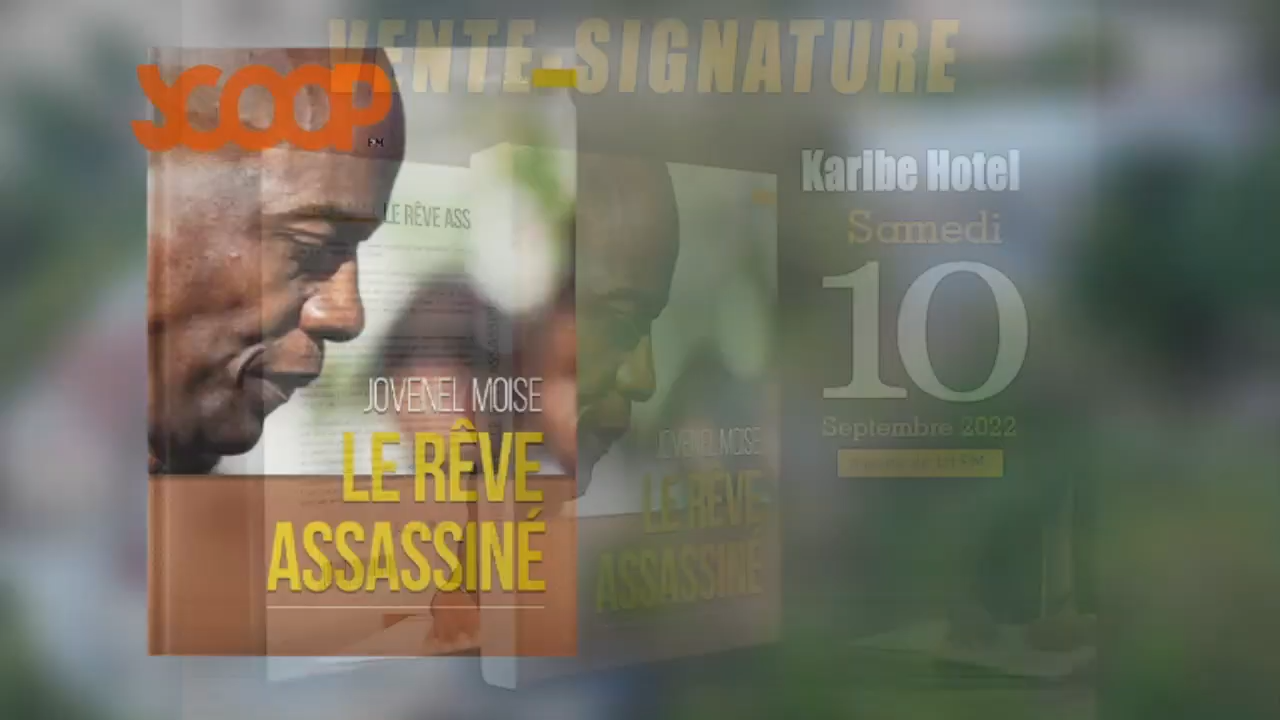 VENTE-SIGNATURE
SCOOP
FM
Karibe Hotel
Samedi
10
Septembre 2022
LE RÊVE ASS
JOVENEL MOISE
LE RÊVE
ASSASSINÉ
JOVENEL MOISE
LE RÊVE
ASSASSINÉ